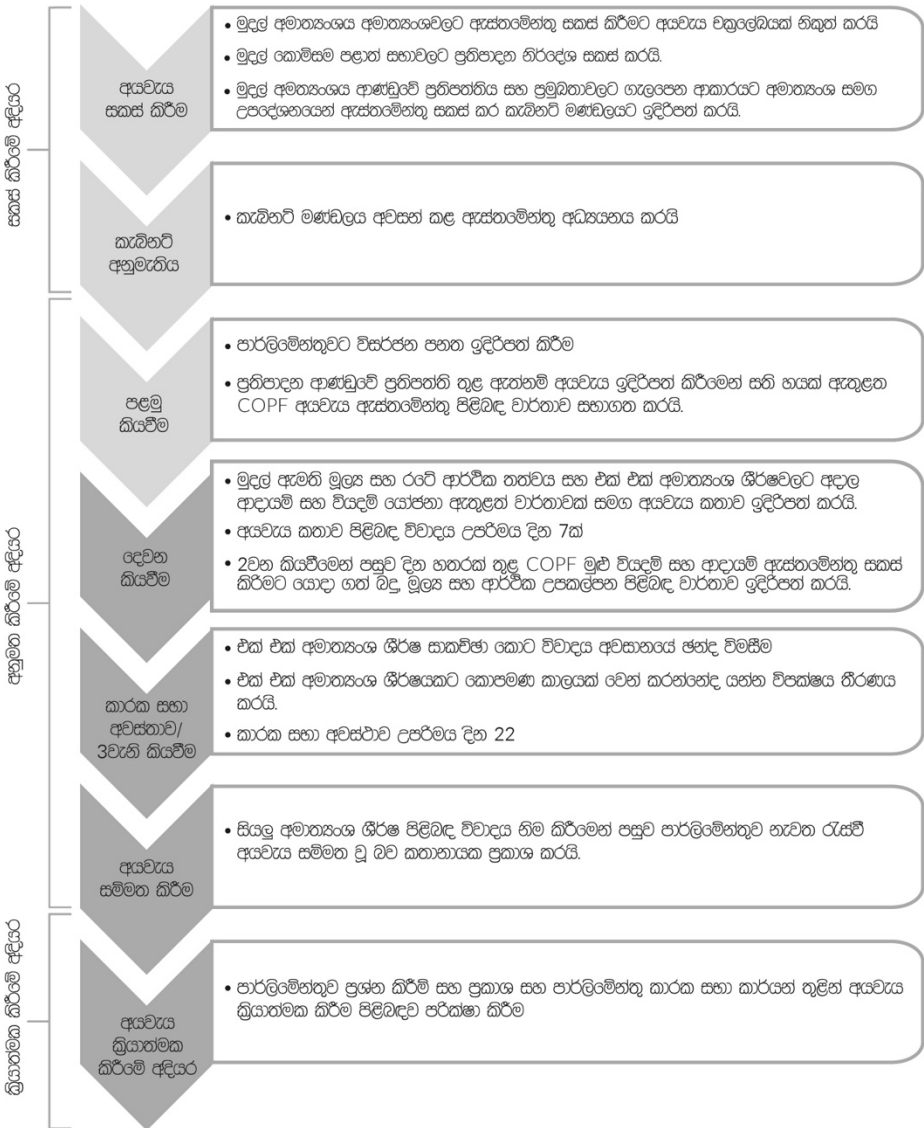 සකස් කිරීමේ අදියර
අයවැය
සකස් කිරීම
• මුදල් අමාත්‍යංශය අමාත්‍යංශවලට ඇස්තමේන්තු සකස් කිරීමට අයවැය චක්‍රලේඛයක් නිකුත් කරයි
• මුදල් කොමිසම පළාත් සභාවලට ප්‍රතිපාදන නිර්දේශ සකස් කරයි.
• මුදල් අමත්‍යංශය ආණ්ඩුවේ ප්‍රතිපත්තිය සහ ප්‍රමුඛතාවලට ගැලපෙන ආකාරයට අමාත්‍යංශ සමග
උපදේශනයෙන් ඇස්තමේන්තු සකස් කර කැබිනට් මණ්ඩලයට ඉදිරිපත් කරයි.
කැබිනට්
අනුමැතිය
• කැබිනට් මණ්ඩලය අවසන් කළ ඇස්තමේන්තු අධ්‍යයනය කරයි
අනුමත කිරීමේ අදියර
පළමු
කියවීම
• පාර්ලිමේන්තුවට විසර්ජන පනත ඉදිරිපත් කිරීම
• ප්‍රතිපාදන ආණ්ඩුවේ ප්‍රතිපත්ති තුළ ඇත්නම් අයවැය ඉදිරිපත් කිරීමෙන් සති හයක් ඇතුළත
COPF අයවැය ඇස්තමේන්තු පිළිබඳ වාර්තාව සභාගත කරයි.
දෙවන
කියවීම
• මුදල් ඇමති මූල්‍ය සහ රටේ ආර්ථික තත්වය සහ එක් එක් අමාත්‍යංශ ශීර්ෂවලට අදාල
ආදායම් සහ වියදම් යෝජනා ඇතුළත් වාර්තාවක් සමග අයවැය කතාව ඉදිරිපත් කරයි.
• අයවැය කතාව පිළිබඳ විවාදය උපරිමය දින 7ක්
• 2වන කියවීමෙන් පසුව දින හතරක් තුළ COPF මුළු වියදම් සහ ආදායම් ඇස්තමේන්තු සකස්
කිරිමට යොදා ගත් බදු, මූල්‍ය සහ ආර්ථික උපකල්පන පිළිබඳ වාර්තාව ඉදිරිපත් කරයි.
කාරක සභා
අවස්තාව/
3වැනි කියවීම
• එක් එක් අමාත්‍යංශ ශීර්ෂ සාකච්ඡා කොට විවාදය අවසානයේ ඡන්ද විමසීම
• එක් එක් අමාත්‍යංශ ශීර්ෂයකට කොපමණ කාලයක් වෙන් කරන්නේද යන්න විපක්ෂය තීරණය
කරයි.
• කාරක සභා අවස්ථාව උපරිමය දින 22
අයවැය
සම්මත කිරීම
• සියලු අමාත්‍යංශ ශීර්ෂ පිළිබඳ විවාදය නිම කිරීමෙන් පසුව පාර්ලිමේන්තුව නැවත රැස්වී
අයවැය සම්මත වූ බව කතානායක ප්‍රකාශ කරයි.
ක්‍රියාත්මක කිරීමේ අදියර
අයවැය
ක්‍රියාත්මක
කිරීමේ අදියර
• පාර්ලිමේන්තුව ප්‍රශ්න කිරීම් සහ ප්‍රකාශ සහ පාර්ලිමේන්තු කාරක සභා කාර්යන් තුළින් අයවැය
ක්‍රියාත්මක කිරීම පිළිබඳව පරික්ෂා කිරීම